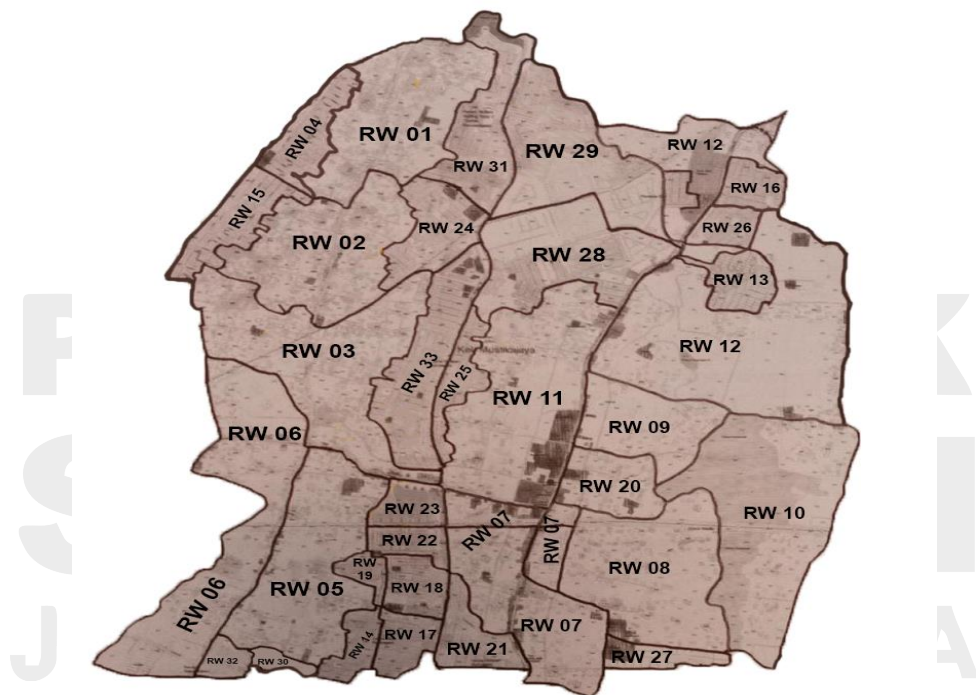 RW 01
RW 04
RW 12
RW 29
RW 31
RW 16
RW 15
RW 24
RW 26
RW 02
RW 28
RW 13
RW 03
RW 12
RW 33
RW 25
RW 11
RW 06
RW 09
RW 20
RW 23
RW 10
RW 07
RW 07
RW 22
RW
19
RW 08
RW 05
RW 18
RW 06
RW 07
RW 14
RW 17
RW 21
RW 27
RW 32
RW 30